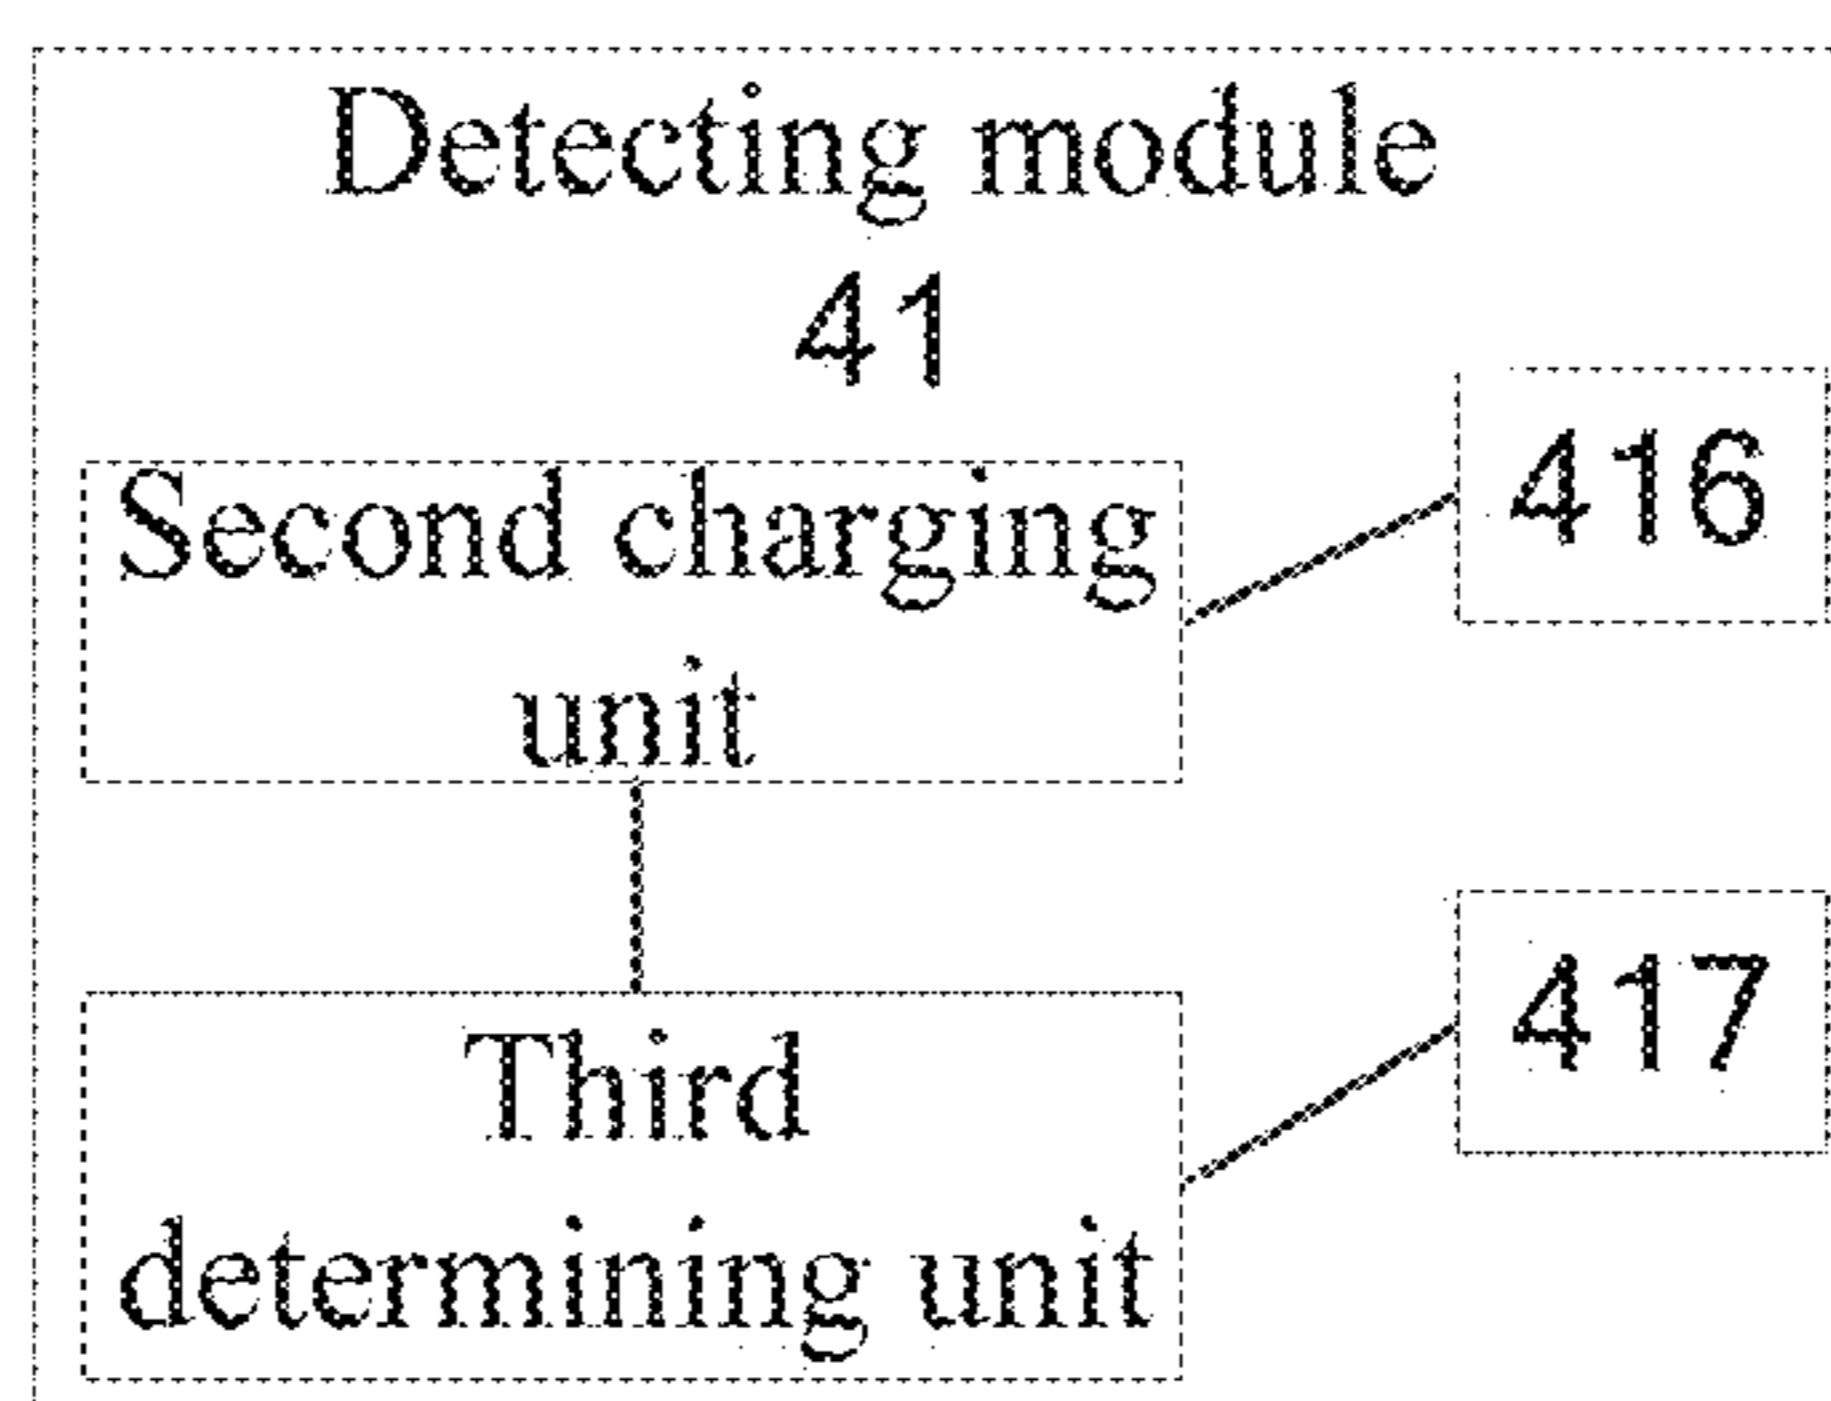 Detecting module
41
Second charging
unit
416
Third
determining unit
417